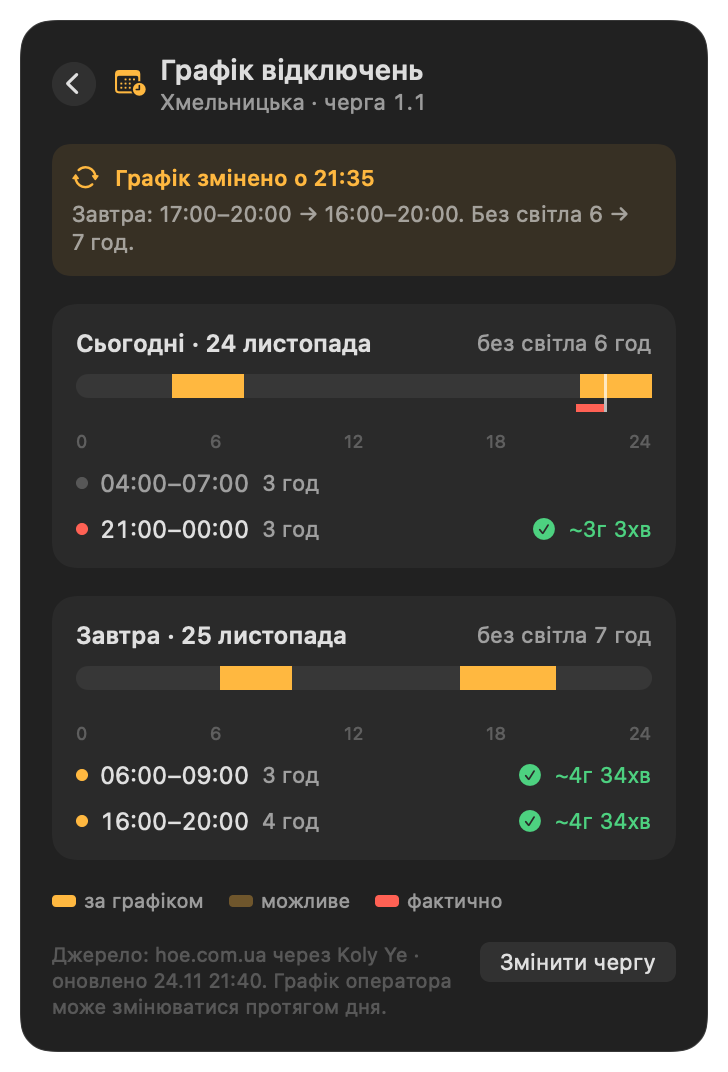 Графік відключень
Хмельницька · черга 1.1
Графік змінено о 21:35
Завтра: 17:00–20:00 → 16:00–20:00. Без світла 6 →
7 год.
Сьогодні · 24 листопада без світла 6 год
0 6 12 18 24
04:00–07:00 3 год
21:00–00:00 3 год ~3г 3хв
Завтра · 25 листопада без світла 7 год
0 6 12 18 24
06:00–09:00 3 год ~4г 34хв
16:00–20:00 4 год ~4г 34хв
за графіком можливе фактично
Джерело: hoe.com.ua через Koly Ye ·
оновлено 24.11 21:40. Графік оператора
може змінюватися протягом дня.
Змінити чергу